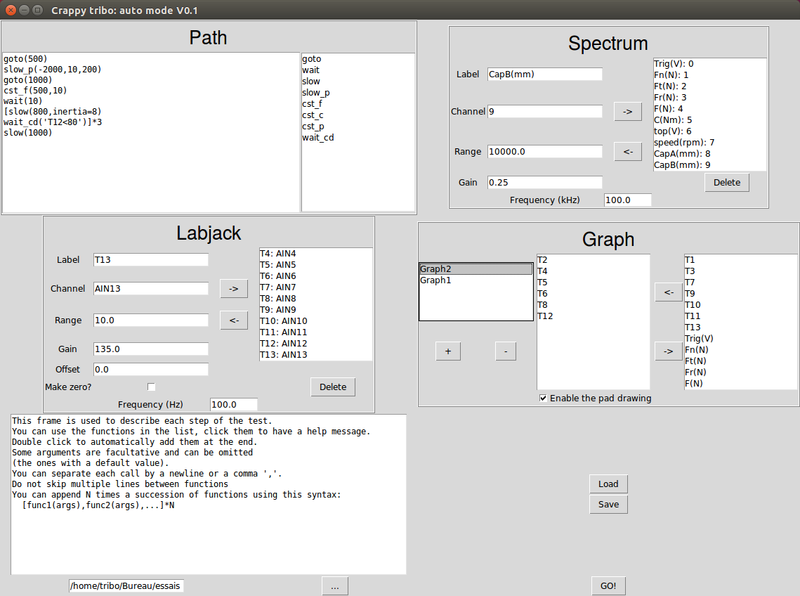 Crappy tribo: auto mode V0.1
Path
goto(500)
slow_p(-2000,10,200)
goto(1000)
cst_f(500,10)
wait(10)
[slow(800,inertia=8)
wait_cd('T12<80')]*3
slow(1000)
goto
wait
slow
slow_p
cst_f
cst_c
cst_p
wait_cd
Spectrum
Label CapB(mm)
Channel 9 ->
Range 10000.0 <-
Gain 0.25
Trig(V): 0
Fn(N): 1
Ft(N): 2
Fr(N): 3
F(N): 4
C(Nm): 5
top(V): 6
speed(rpm): 7
CapA(mm): 8
CapB(mm): 9
Delete
Frequency (kHz) 100.0
Labjack
Label T13
Channel AIN13 ->
Range 10.0 <-
Gain 135.0
Offset 0.0
Make zero?
T4: AIN4
T5: AIN5
T6: AIN6
T7: AIN7
T8: AIN8
T9: AIN9
T10: AIN10
T11: AIN11
T12: AIN12
T13: AIN13
Delete
Frequency (Hz) 100.0
Graph
Graph2
Graph1
+ -
T2
T4
T5
T6
T8
T12
<-
->
T1
T3
T7
T9
T10
T11
T13
Trig(V)
Fn(N)
Ft(N)
Fr(N)
F(N)
Enable the pad drawing
This frame is used to describe each step of the test.
You can use the functions in the list, click them to have a help message.
Double click to automatically add them at the end.
Some arguments are facultative and can be omitted
(the ones with a default value).
You can separate each call by a newline or a comma ','.
Do not skip multiple lines between functions
You can append N times a succession of functions using this syntax:
[func1(args),func2(args),...]*N
Load
Save
/home/tribo/Bureau/essais ... GO!